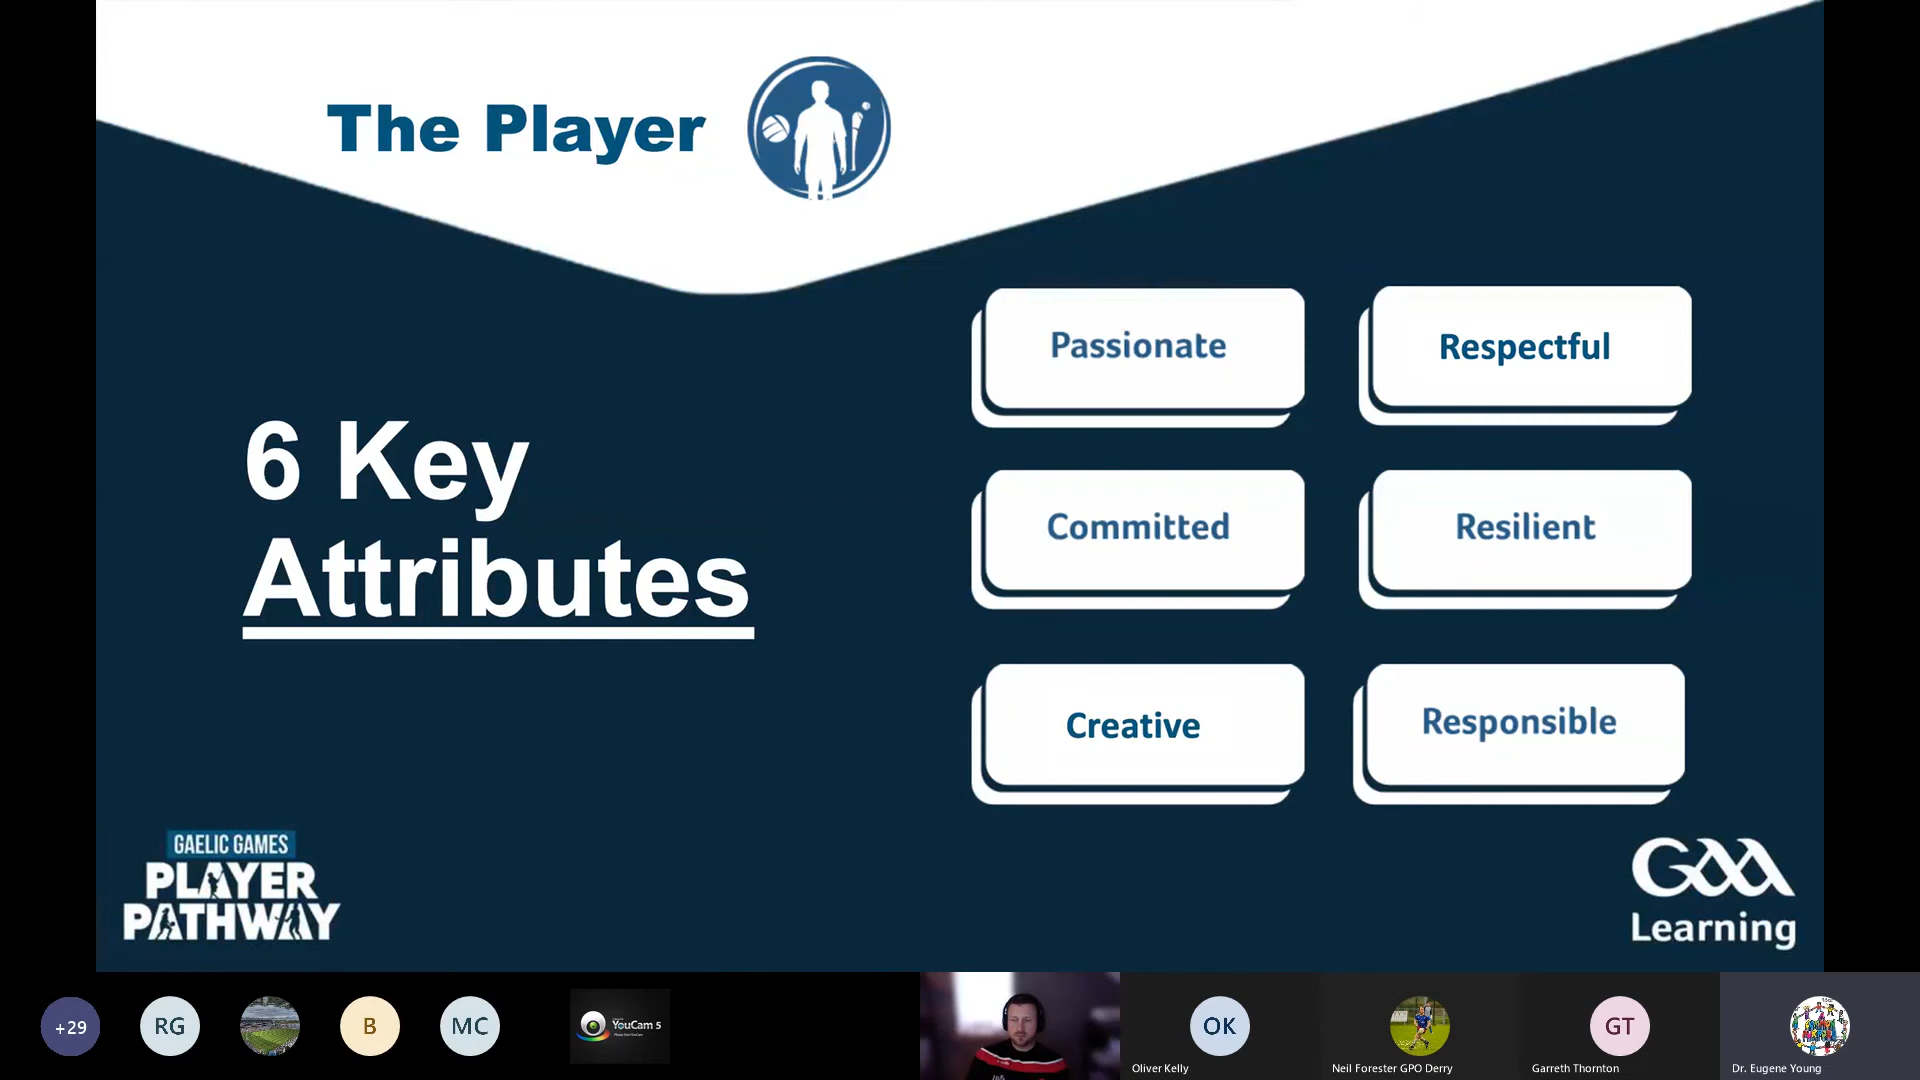 The Player
6 Key
Attributes
Passionate
Respectful
Committed
Resilient
Creative
Responsible
GAELIC GAMES
PLAYER
PATHWAY
GAA
Learning
+29
RG
B
MC
YouCam 5
OK
GT
Oliver Kelly
Neil Forester GPO Derry
Garreth Thornton
Dr. Eugene Young